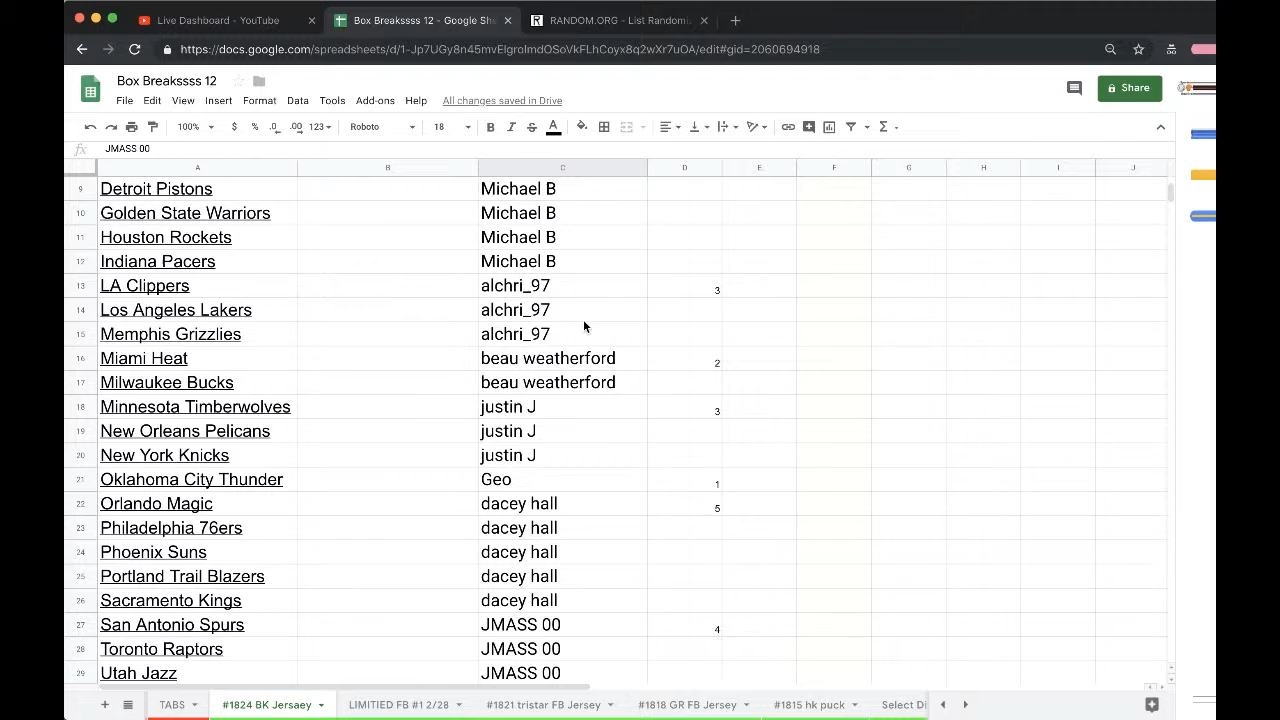 Live Dashboard - YouTube × Box Breakssss 12 - Google She × RANDOM.ORG - List Randomiz × +
https://docs.google.com/spreadsheets/d/1-Jp7UGy8n45mvElgrolmdOSoVkFLhCoyx8q2wXr7uOA/edit#gid=2060694918
Box Breakssss 12
File Edit View Insert Format Data Tools Add-ons Help All changes saved in Drive
Share
100% $ % .0 .00 123 Roboto 18 B I S A Σ
fx JMASS 00
A B C D E F G H I J
9 Detroit Pistons Michael B
10 Golden State Warriors Michael B
11 Houston Rockets Michael B
12 Indiana Pacers Michael B
13 LA Clippers alchri_97 3
14 Los Angeles Lakers alchri_97
15 Memphis Grizzlies alchri_97
16 Miami Heat beau weatherford 2
17 Milwaukee Bucks beau weatherford
18 Minnesota Timberwolves justin J 3
19 New Orleans Pelicans justin J
20 New York Knicks justin J
21 Oklahoma City Thunder Geo 1
22 Orlando Magic dacey hall 5
23 Philadelphia 76ers dacey hall
24 Phoenix Suns dacey hall
25 Portland Trail Blazers dacey hall
26 Sacramento Kings dacey hall
27 San Antonio Spurs JMASS 00 4
28 Toronto Raptors JMASS 00
29 Utah Jazz JMASS 00
+ TABS #1824 BK Jersaey LIMITIED FB #1 2/28 #1821 tristar FB Jersey #1818 GR FB Jersey #1815 hk puck Select Di